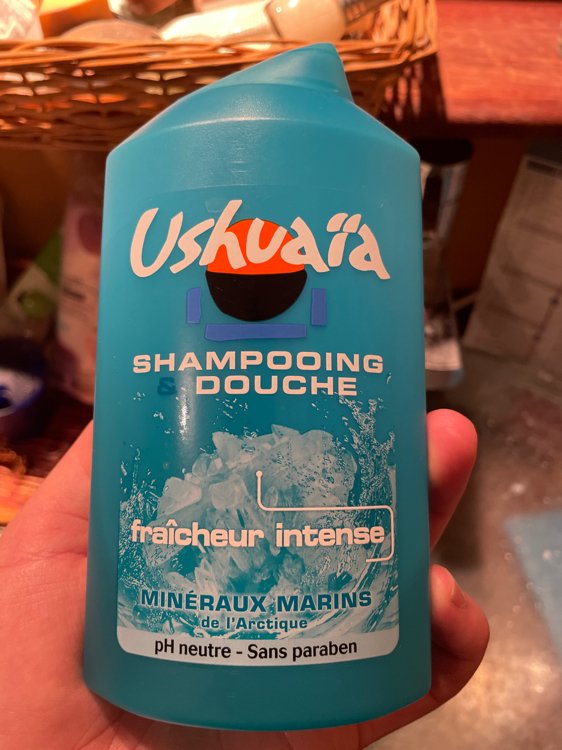 Ushuaïa
SHAMPOOING
& DOUCHE
fraîcheur intense
MINÉRAUX MARINS
de l'Arctique
pH neutre - Sans paraben